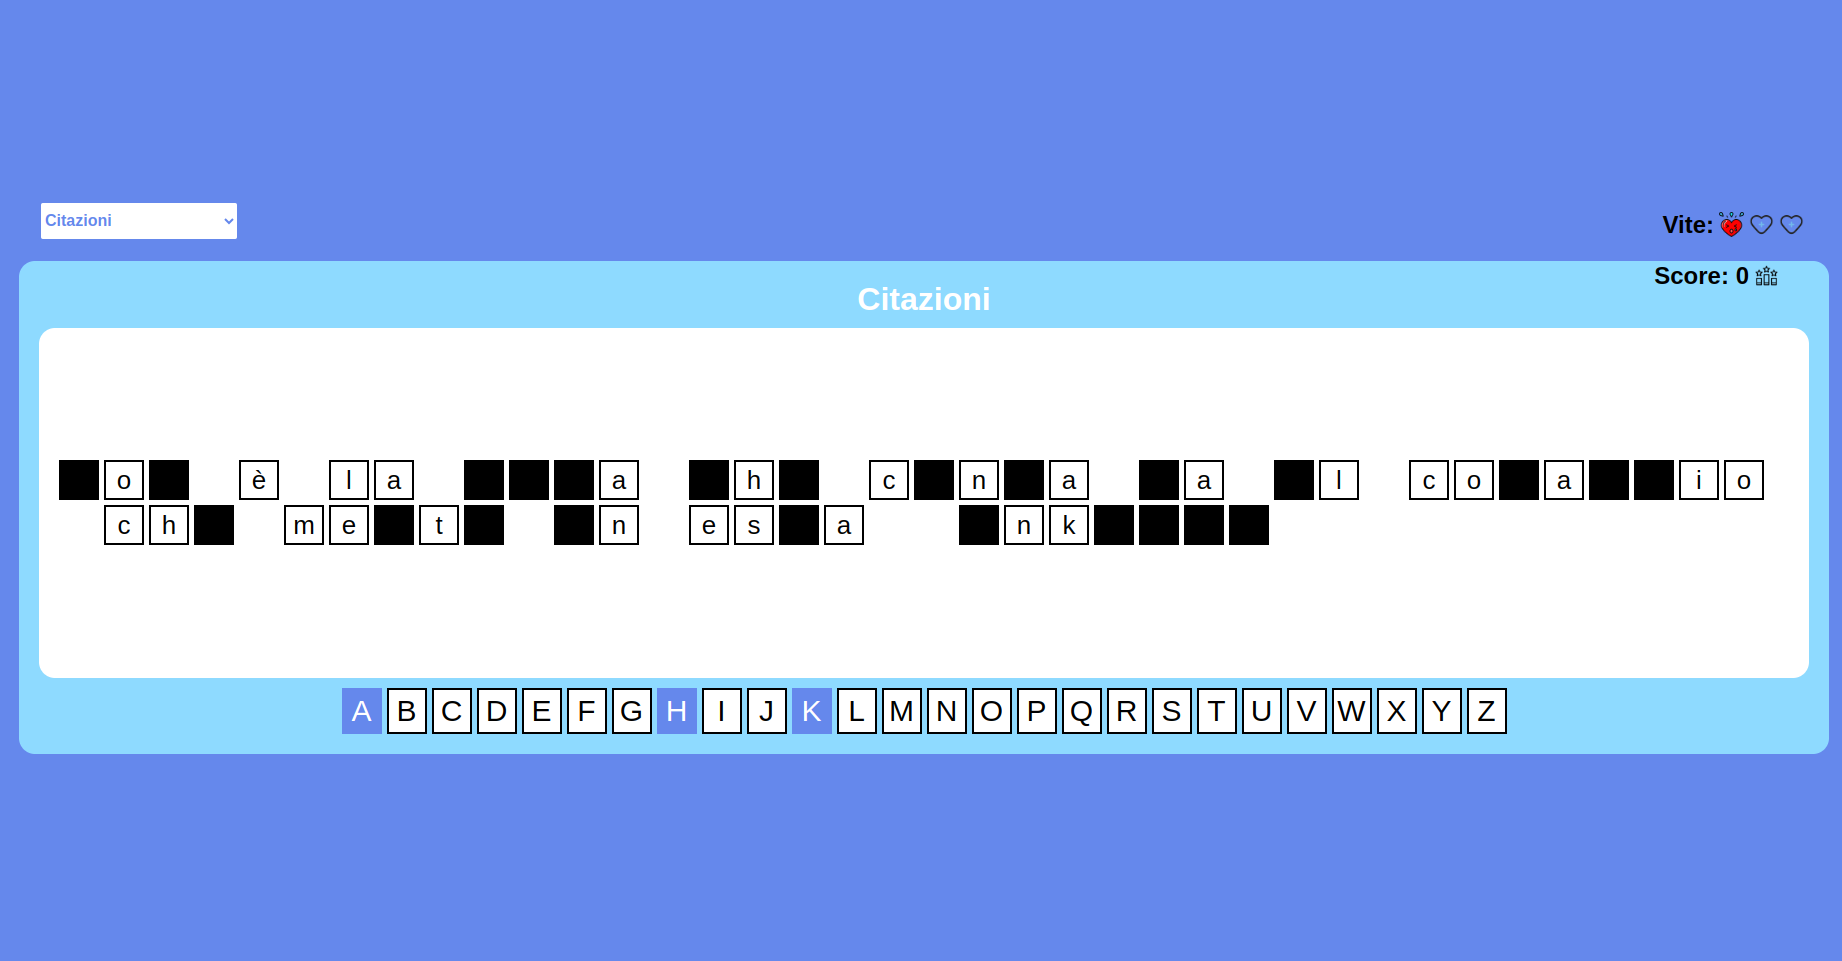 Citazioni
Vite:
Score: 0
Citazioni
o è la a h c n a a l c o a i o
c h m e t n e s a n k
A B C D E F G H I J K L M N O P Q R S T U V W X Y Z